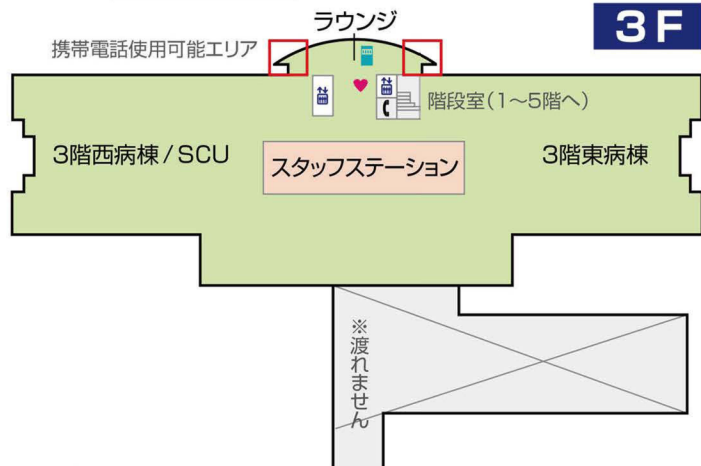 ラウンジ
3F
携帯電話使用可能エリア
階段室(1〜5階へ)
3階西病棟/SCU
スタッフステーション
3階東病棟
※渡れません